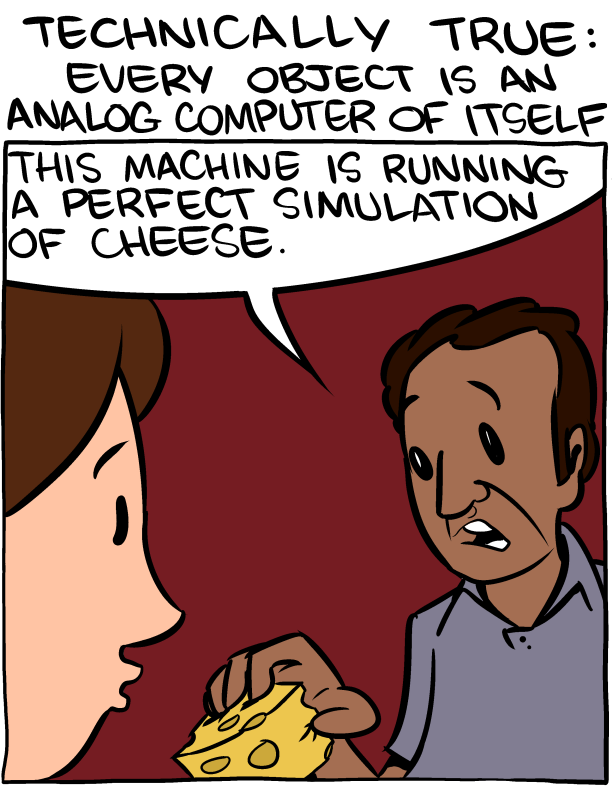 TECHNICALLY TRUE:
EVERY OBJECT IS AN
ANALOG COMPUTER OF ITSELF
THIS MACHINE IS RUNNING
A PERFECT SIMULATION
OF CHEESE.